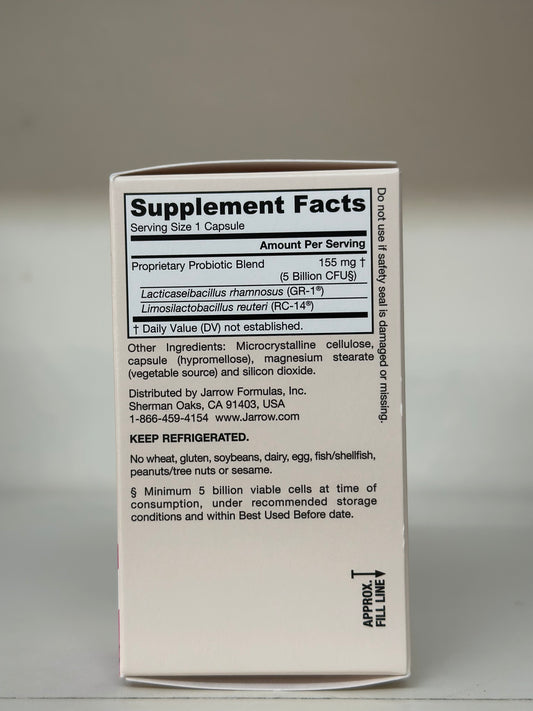 Supplement Facts
Serving Size 1 Capsule
Amount Per Serving
Proprietary Probiotic Blend 155 mg †
(5 Billion CFU§)
Lacticaseibacillus rhamnosus (GR-1®)
Limosilactobacillus reuteri (RC-14®)
† Daily Value (DV) not established.
Other Ingredients: Microcrystalline cellulose,
capsule (hypromellose), magnesium stearate
(vegetable source) and silicon dioxide.
Distributed by Jarrow Formulas, Inc.
Sherman Oaks, CA 91403, USA
1-866-459-4154 www.Jarrow.com
KEEP REFRIGERATED.
No wheat, gluten, soybeans, dairy, egg, fish/shellfish,
peanuts/tree nuts or sesame.
§ Minimum 5 billion viable cells at time of
consumption, under recommended storage
conditions and within Best Used Before date.
Do not use if safety seal is damaged or missing.
APPROX.
FILL LINE